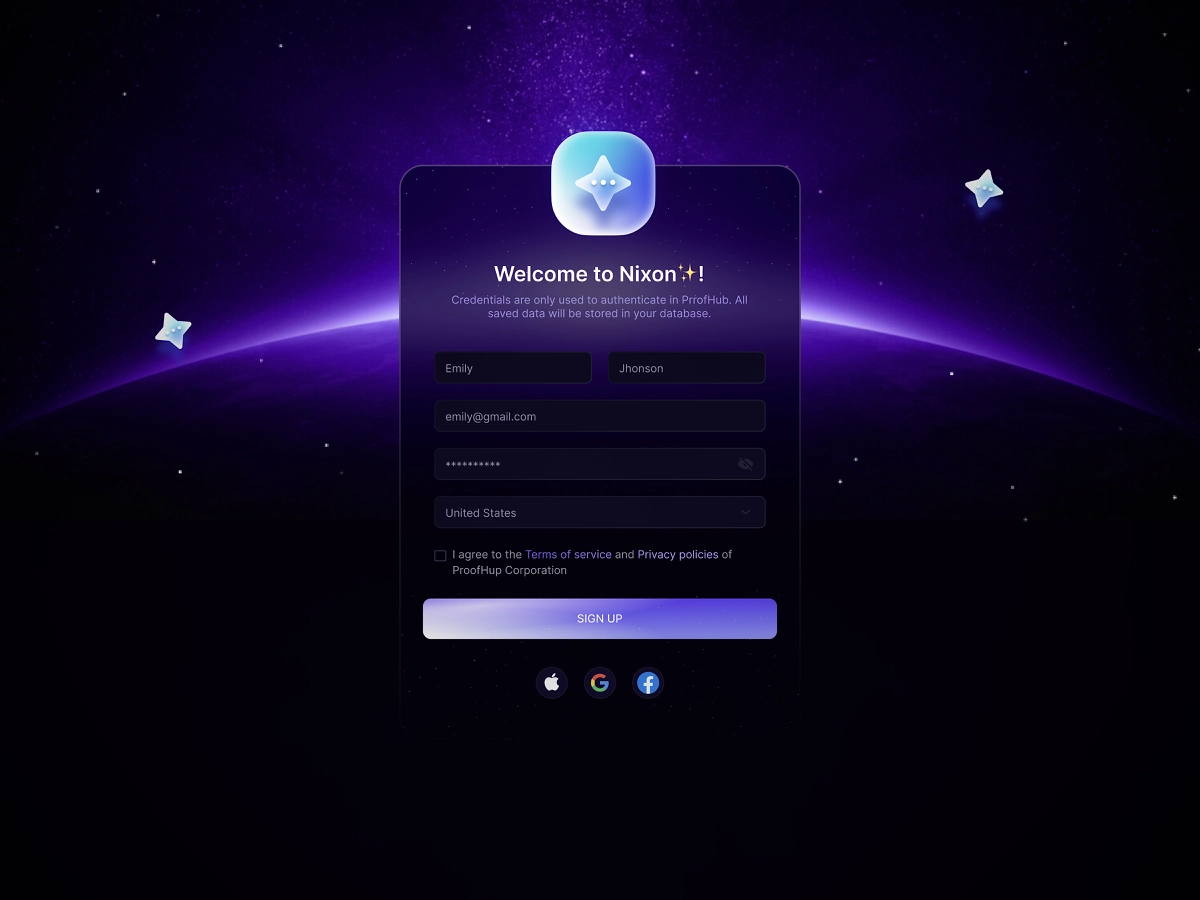 Welcome to Nixon✨!
Credentials are only used to authenticate in ProofHub. All
saved data will be stored in your database.
Emily
Jhonson
emily@gmail.com
**********
United States
I agree to the Terms of service and Privacy policies of
ProofHup Corporation
SIGN UP